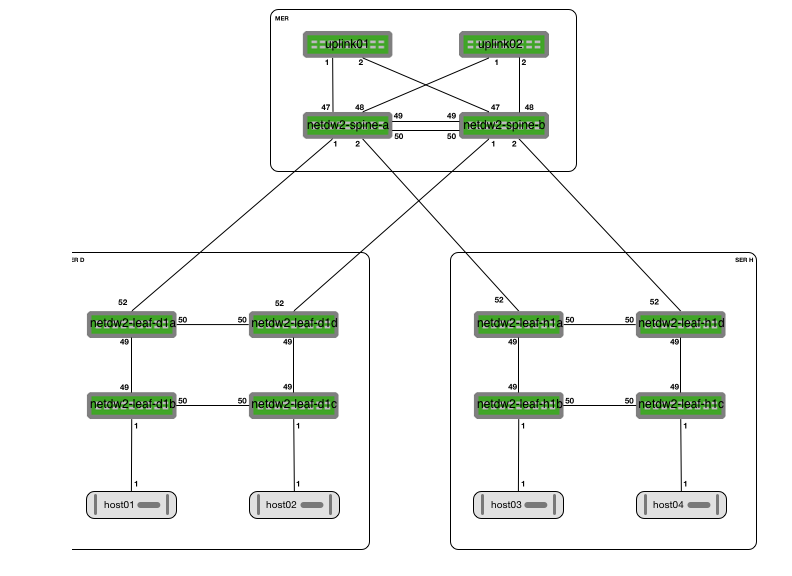 MER
uplink01 uplink02
1 2 1 2
47 48 47 48
netdw2-spine-a 49 49 netdw2-spine-b
50 50
1 2 1 2
ER D SER H
52 52 52 52
netdw2-leaf-d1a 50 50 netdw2-leaf-d1d netdw2-leaf-h1a 50 50 netdw2-leaf-h1d
49 49 49 49
49 49 49 49
netdw2-leaf-d1b 50 50 netdw2-leaf-d1c netdw2-leaf-h1b 50 50 netdw2-leaf-h1c
1 1 1 1
1 1 1 1
host01 host02 host03 host04